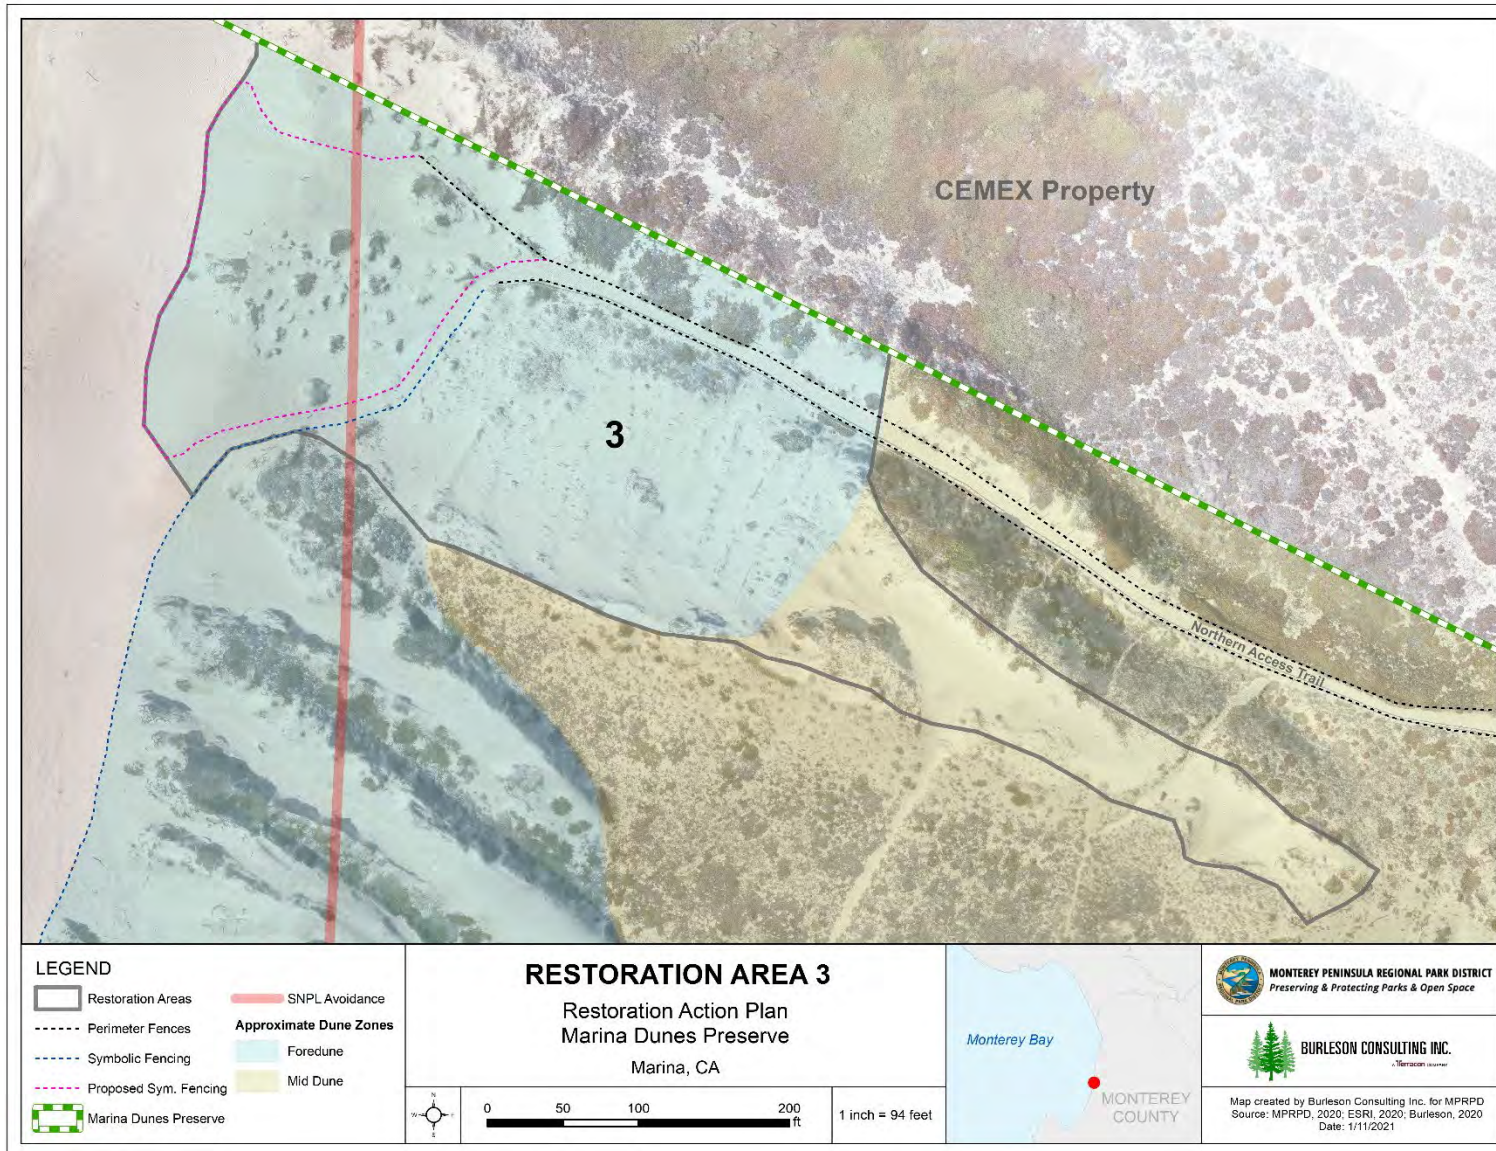 CEMEX Property
3
Northern Access Trail
LEGEND
Restoration Areas
Perimeter Fences
Symbolic Fencing
Proposed Sym. Fencing
Marina Dunes Preserve
SNPL Avoidance
Approximate Dune Zones
Foredune
Mid Dune
RESTORATION AREA 3
Restoration Action Plan
Marina Dunes Preserve
Marina, CA
N
W
E
S
0 50 100 200
ft
1 inch = 94 feet
Monterey Bay
MONTEREY
COUNTY
MONTEREY PENINSULA REGIONAL PARK DISTRICT
Preserving & Protecting Parks & Open Space
BURLESON CONSULTING INC.
A Terracon COMPANY
Map created by Burleson Consulting Inc. for MPRPD
Source: MPRPD, 2020; ESRI, 2020; Burleson, 2020
Date: 1/11/2021